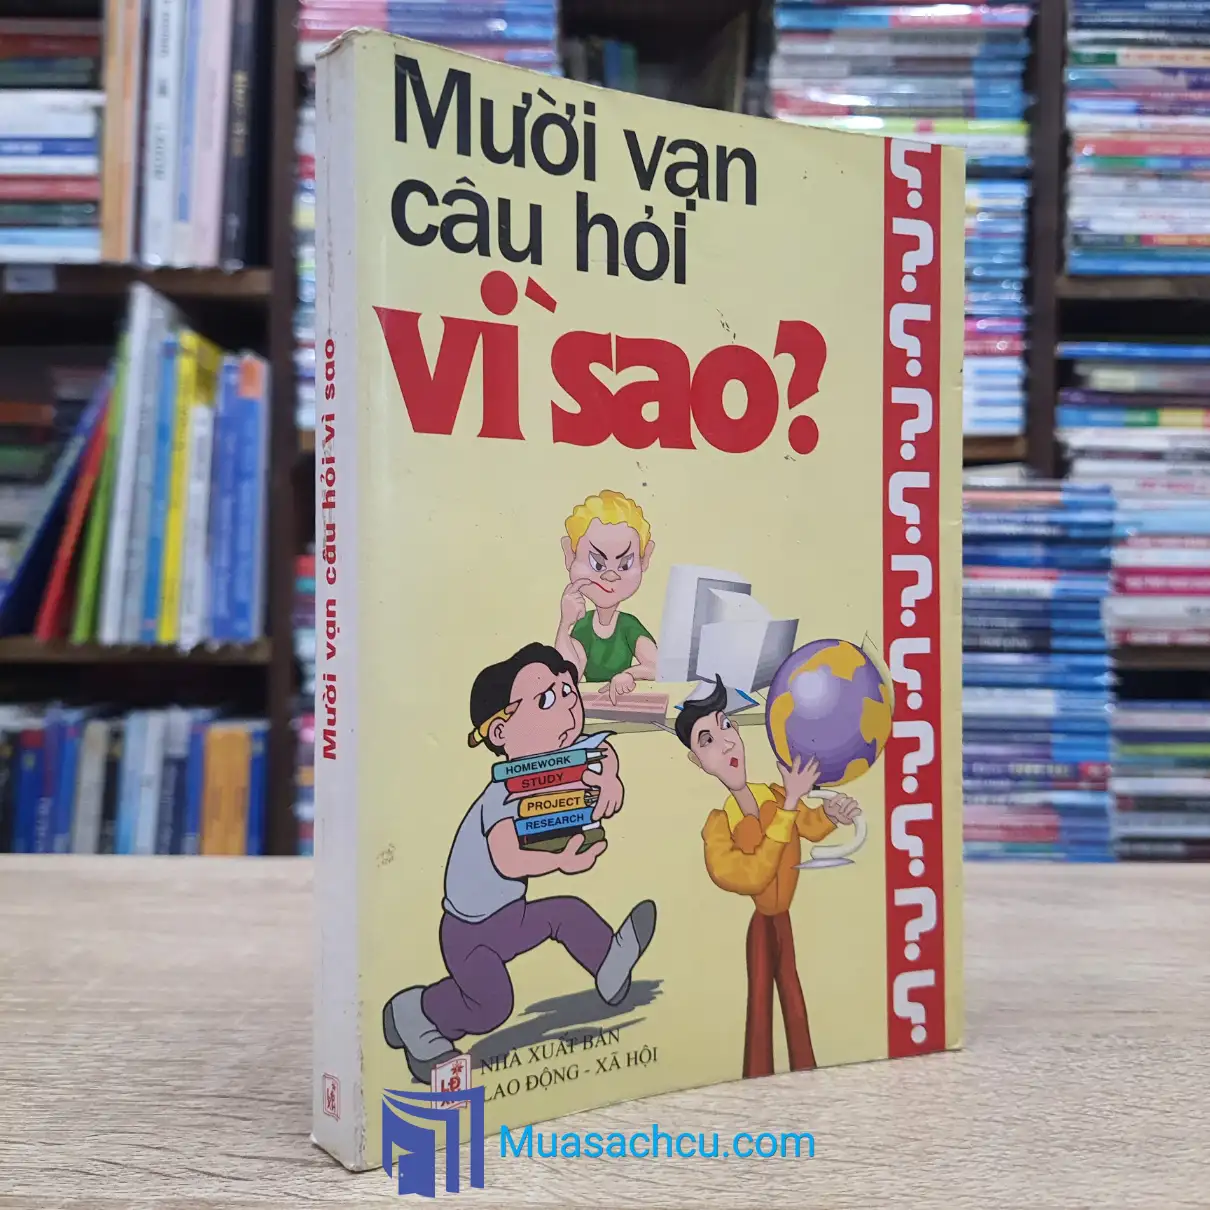 Mười vạn
câu hỏi
vì sao?
Mười vạn câu hỏi vì sao
HOMEWORK
STUDY
PROJECT
RESEARCH
NHÀ XUẤT BẢN
LAO ĐỘNG - XÃ HỘI
Muasachcu.com